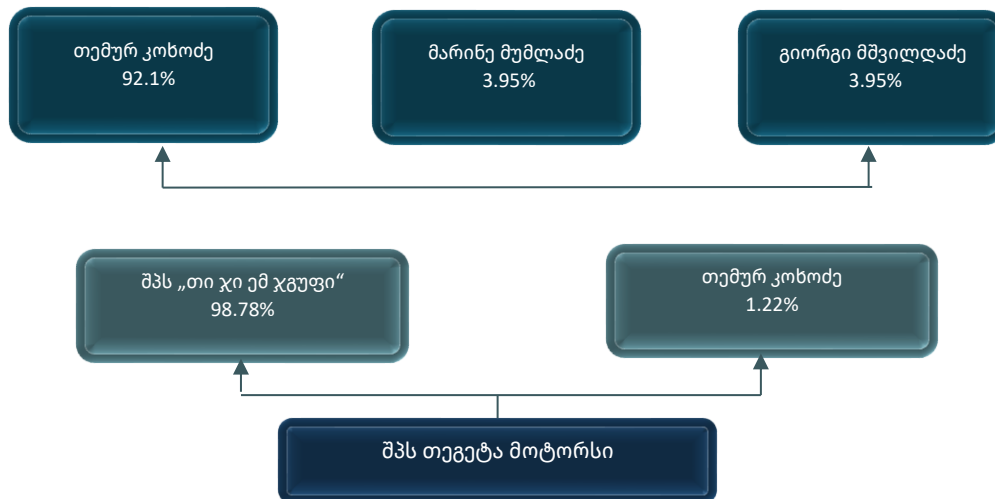 თემურ კოხოძე
92.1%
მარინე მუმლაძე
3.95%
გიორგი მშვილდაძე
3.95%
შპს „თი ჯი ემ ჯგუფი“
98.78%
თემურ კოხოძე
1.22%
შპს თეგეტა მოტორსი